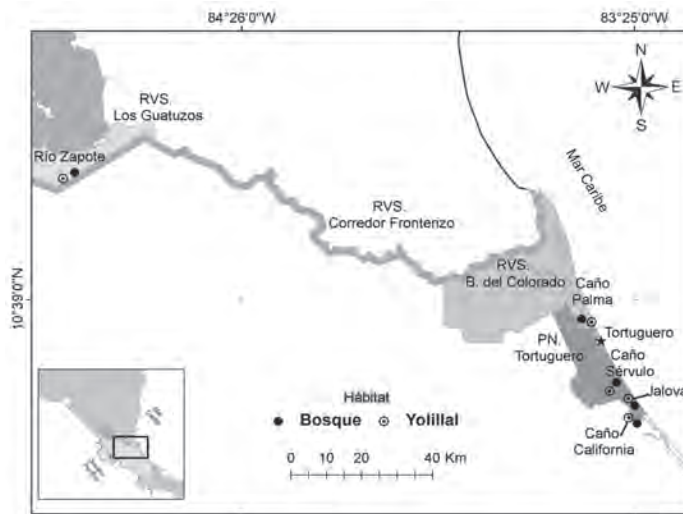 84°26'0"W
83°25'0"W
10°39'0"N
N
W
E
S
RVS.
Los Guatuzos
Río Zapote
Mar Caribe
RVS.
Corredor Fronterizo
RVS.
B. del Colorado
Caño
Palma
Tortuguero
PN.
Tortuguero
Caño
Sérvulo
Jalova
Caño
California
Hábitat
Bosque
Yolillal
0 10 20 40 Km